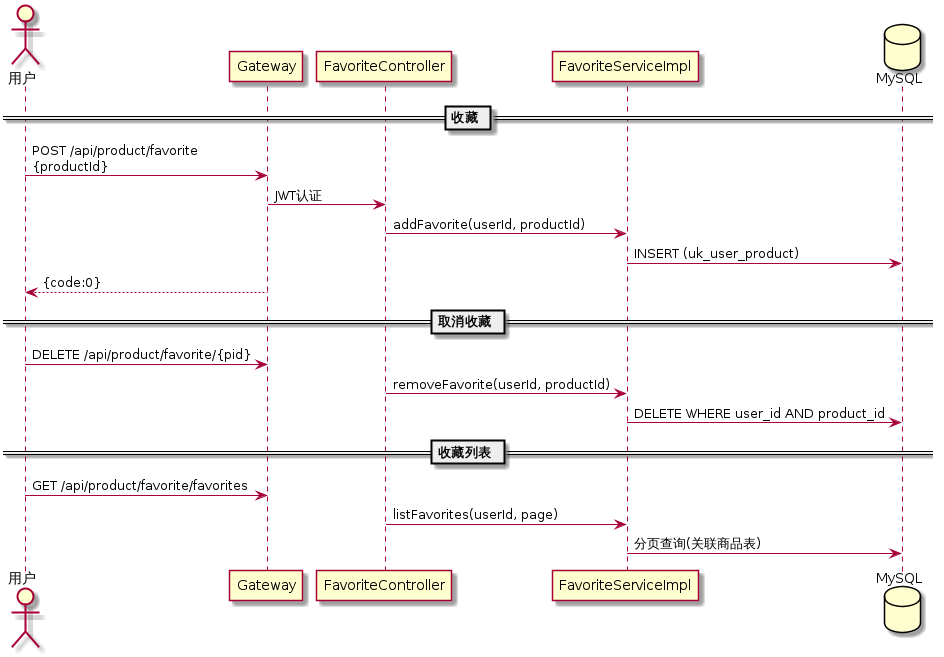 用户
Gateway
FavoriteController
FavoriteServiceImpl
MySQL
收藏
POST /api/product/favorite
{productId}
JWT认证
addFavorite(userId, productId)
INSERT (uk_user_product)
{code:0}
取消收藏
DELETE /api/product/favorite/{pid}
removeFavorite(userId, productId)
DELETE WHERE user_id AND product_id
收藏列表
GET /api/product/favorite/favorites
listFavorites(userId, page)
分页查询(关联商品表)
用户
Gateway
FavoriteController
FavoriteServiceImpl
MySQL